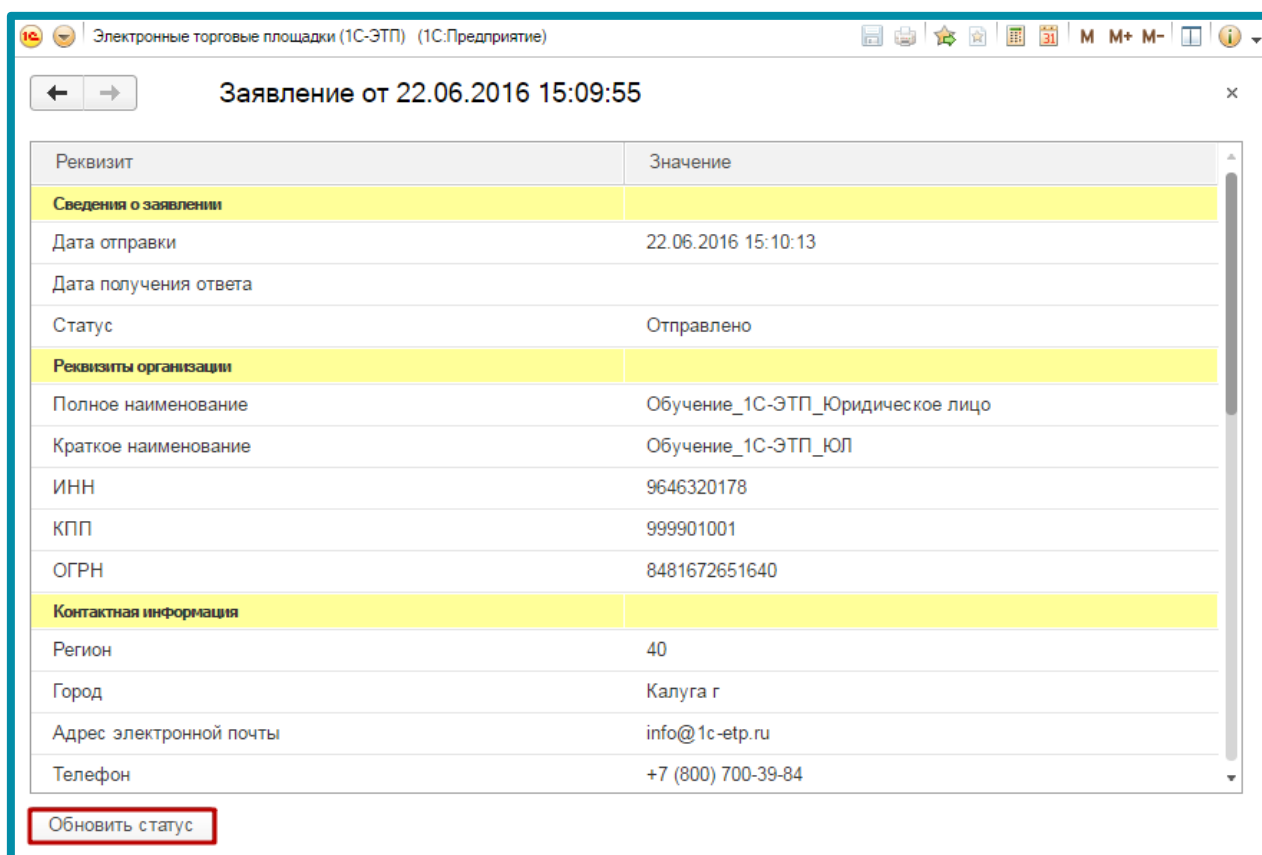 Электронные торговые площадки (1С-ЭТП) (1С:Предприятие) 31 M M+ M-
Заявление от 22.06.2016 15:09:55
Реквизит Значение
Сведения о заявлении
Дата отправки 22.06.2016 15:10:13
Дата получения ответа
Статус Отправлено
Реквизиты организации
Полное наименование Обучение_1С-ЭТП_Юридическое лицо
Краткое наименование Обучение_1С-ЭТП_ЮЛ
ИНН 9646320178
КПП 999901001
ОГРН 8481672651640
Контактная информация
Регион 40
Город Калуга г
Адрес электронной почты info@1c-etp.ru
Телефон +7 (800) 700-39-84
Обновить статус